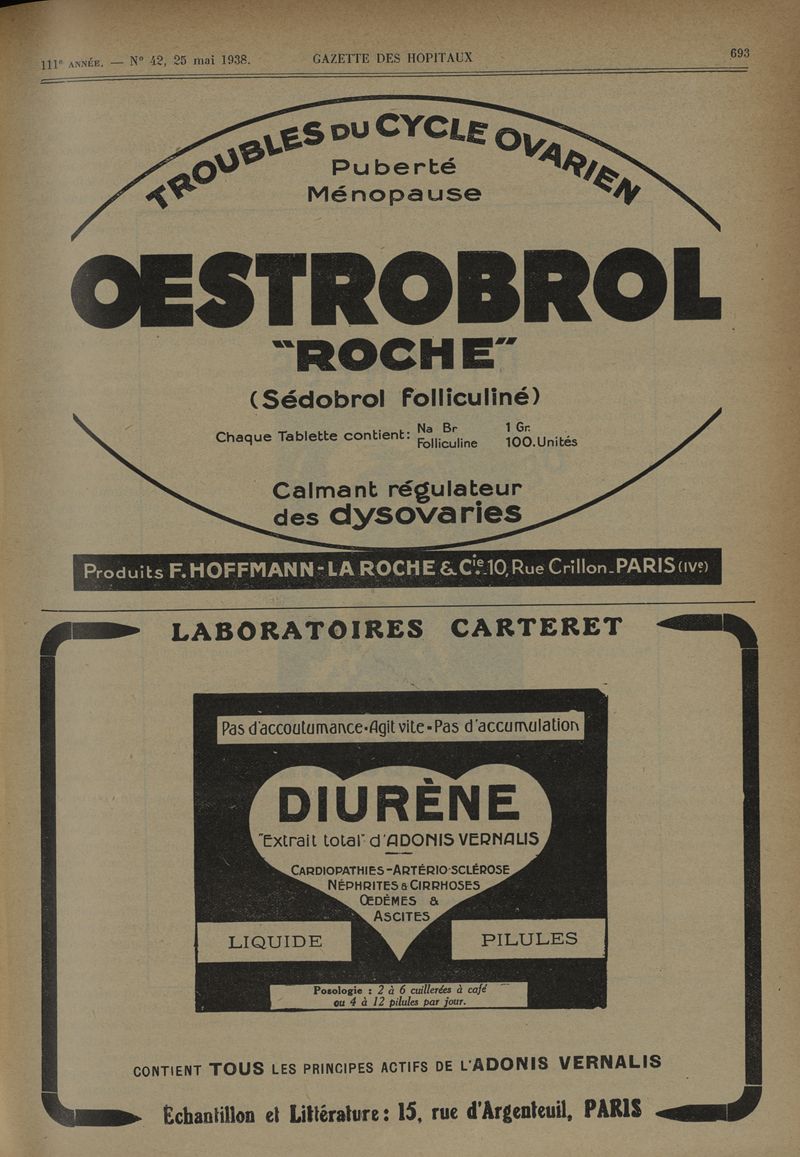 111e ANNÉE. — N° 42, 25 mai 1938. GAZETTE DES HOPITAUX 693
TROUBLES DU CYCLE OVARIEN
Puberté
Ménopause
OESTROBROL
"ROCHE"
(Sédobrol Folliculiné)
Chaque Tablette contient: Na Br 1 Gr.
Folliculine 100.Unités
Calmant régulateur
des dysovaries
Produits F. HOFFMANN-LA ROCHE & Cie. 10, Rue Crillon_PARIS (IVe)
LABORATOIRES CARTERET
Pas d'accoutumance-Agit vite-Pas d'accumulation
DIURÈNE
"Extrait total" d'ADONIS VERNALIS
CARDIOPATHIES-ARTÉRIO-SCLÉROSE
NÉPHRITES & CIRRHOSES
ŒDÈMES &
ASCITES
LIQUIDE PILULES
Posologie : 2 à 6 cuillerées à café
ou 4 à 12 pilules par jour.
CONTIENT TOUS LES PRINCIPES ACTIFS DE L'ADONIS VERNALIS
Échantillon et Littérature : 15, rue d'Argenteuil, PARIS